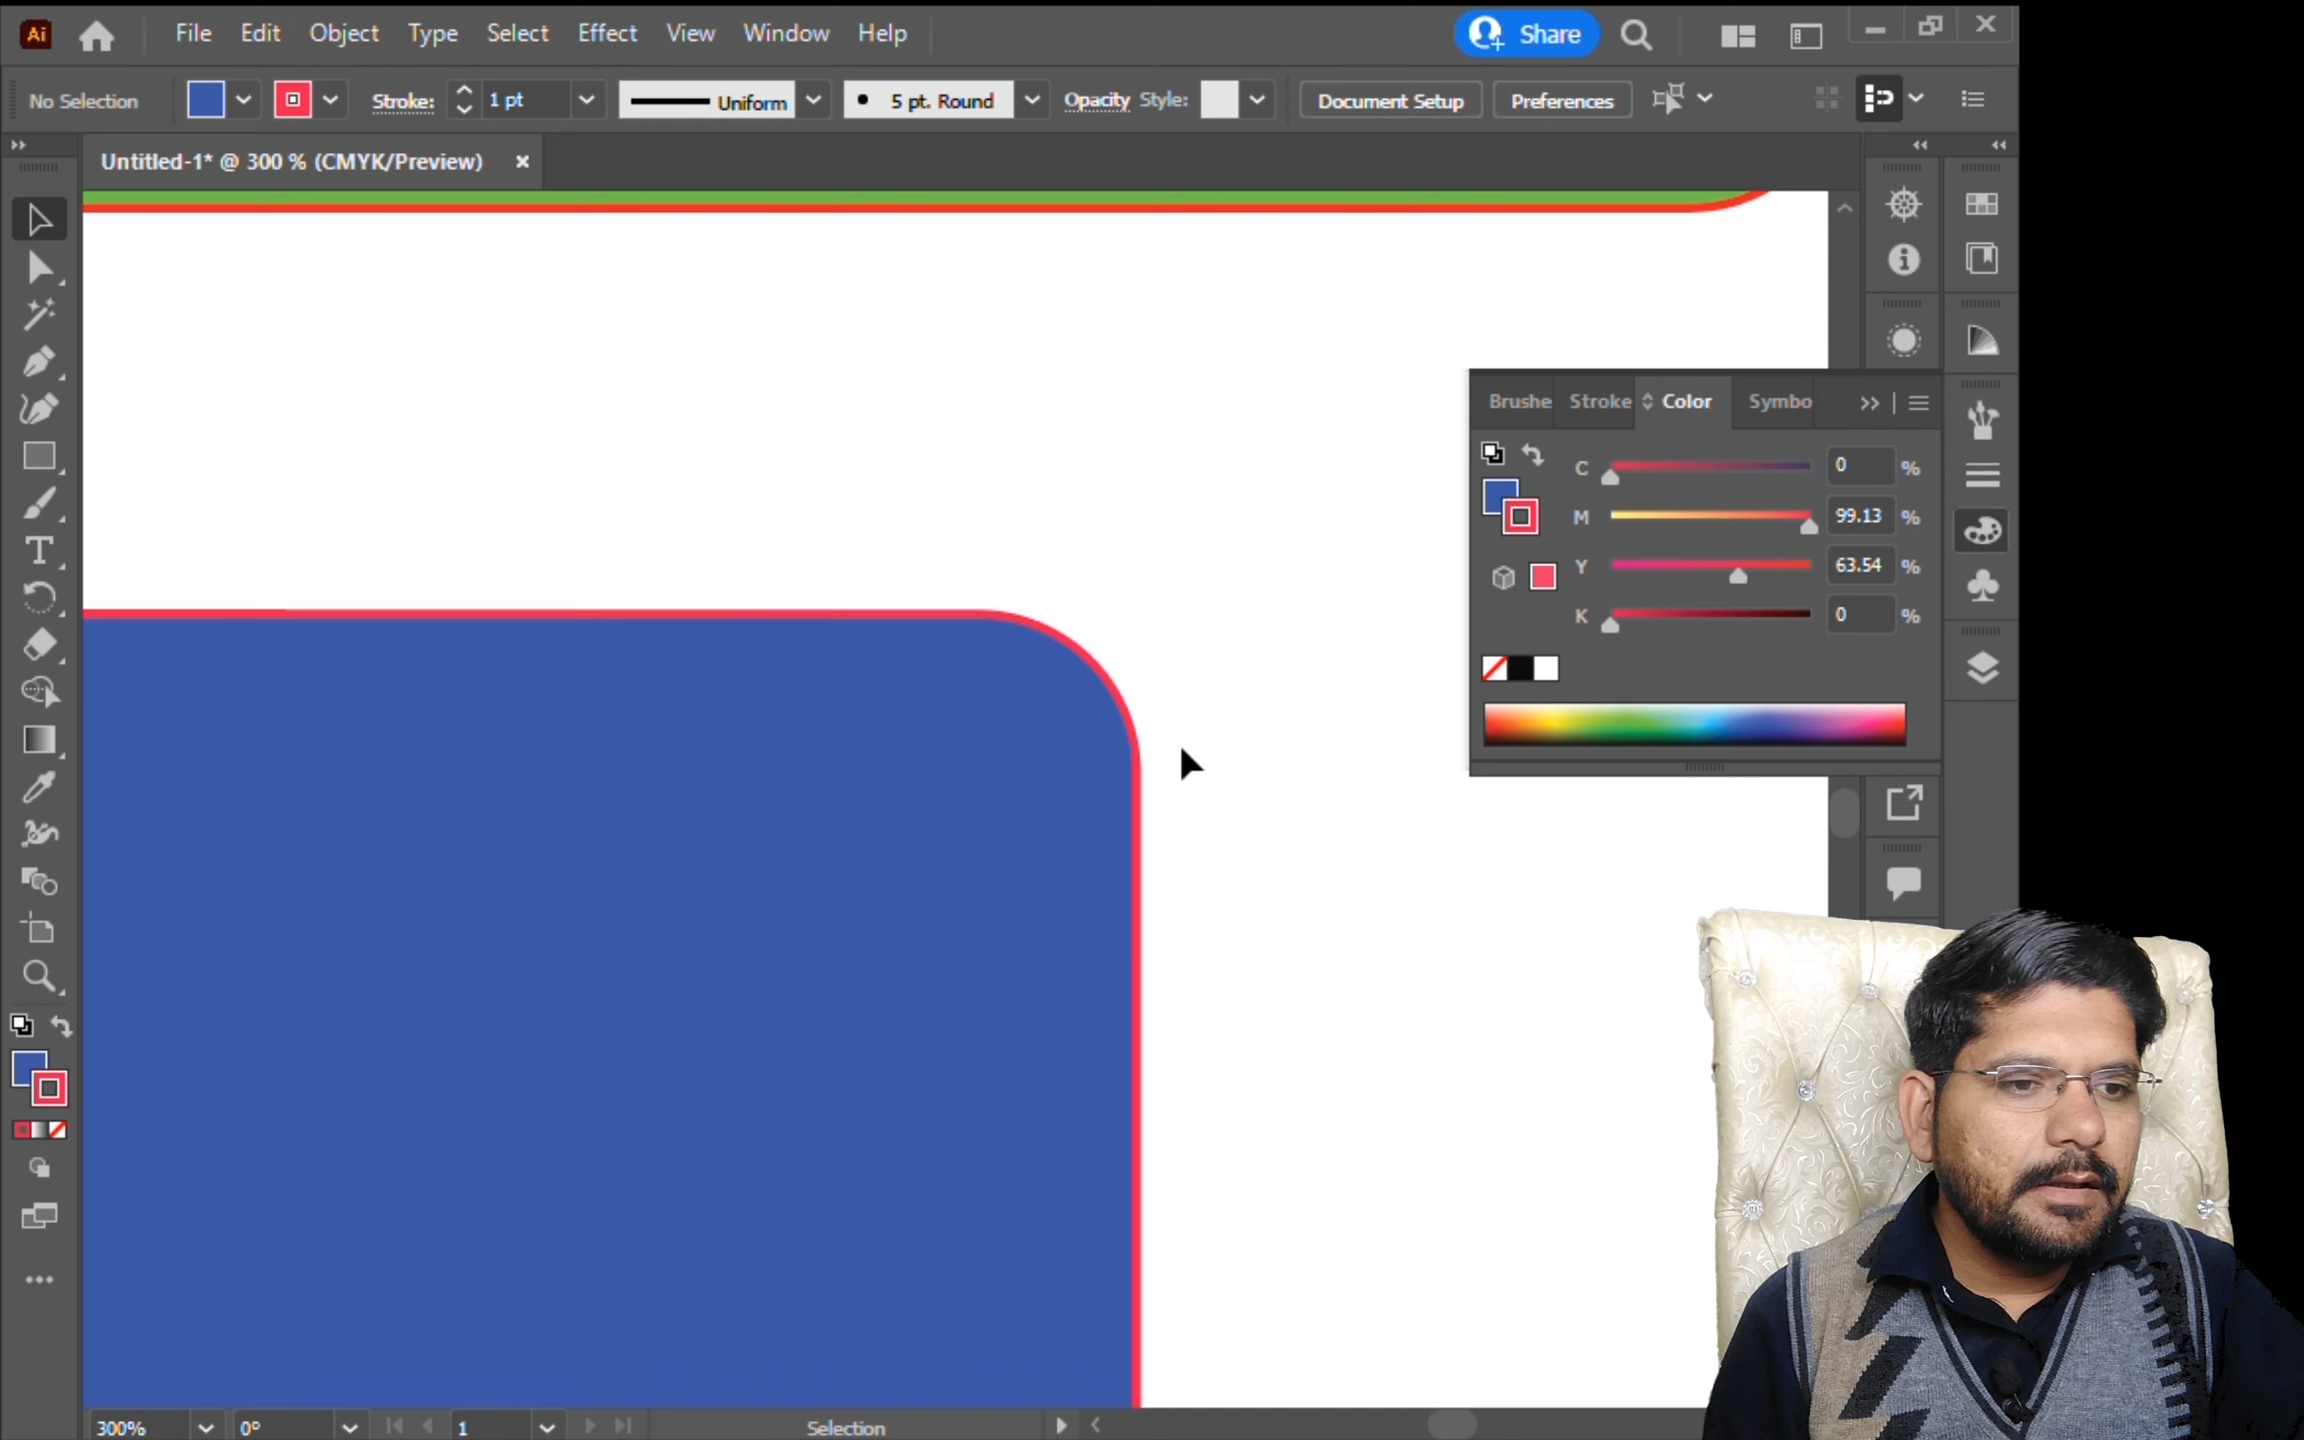 Ai File Edit Object Type Select Effect View Window Help Share
No Selection Stroke: 1 pt Uniform 5 pt. Round Opacity Style: Document Setup Preferences
Untitled-1* @ 300 % (CMYK/Preview) ×
Brushe Stroke Color Symbo
C 0 %
M 99.13 %
Y 63.54 %
K 0 %
300% 0° 1 Selection